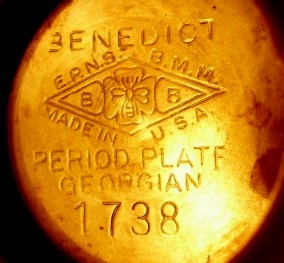 BENEDICT
E.P.N.S. B.M.M.
B B
B
MADE IN U.S.A.
PERIOD PLATE
GEORGIAN
1738